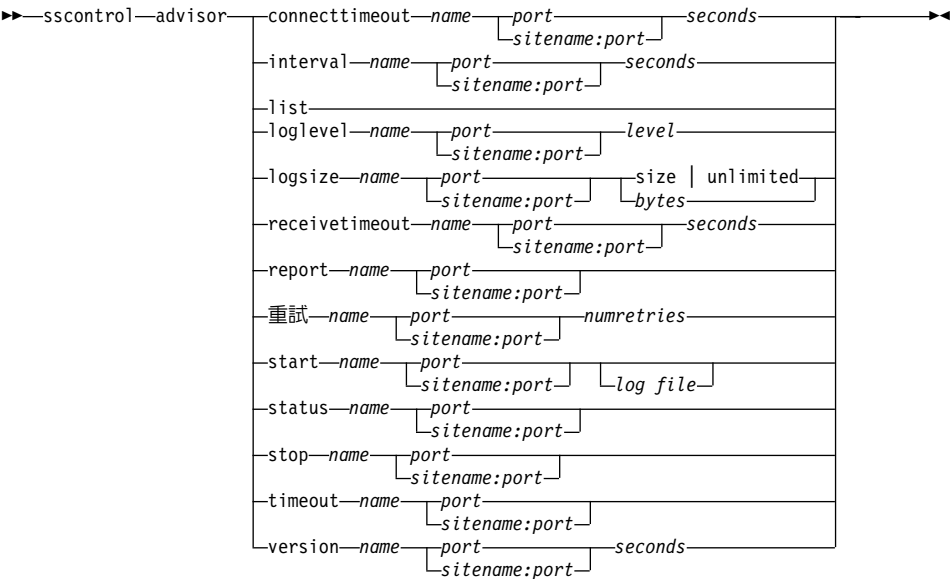 sscontrol advisor connecttimeout name port seconds
sitename:port
interval name port seconds
sitename:port
list
loglevel name port level
sitename:port
logsize name port size | unlimited
sitename:port bytes
receivetimeout name port seconds
sitename:port
report name port
sitename:port
重試 name port numretries
sitename:port
start name port
sitename:port log file
status name port
sitename:port
stop name port
sitename:port
timeout name port
sitename:port
version name port seconds
sitename:port